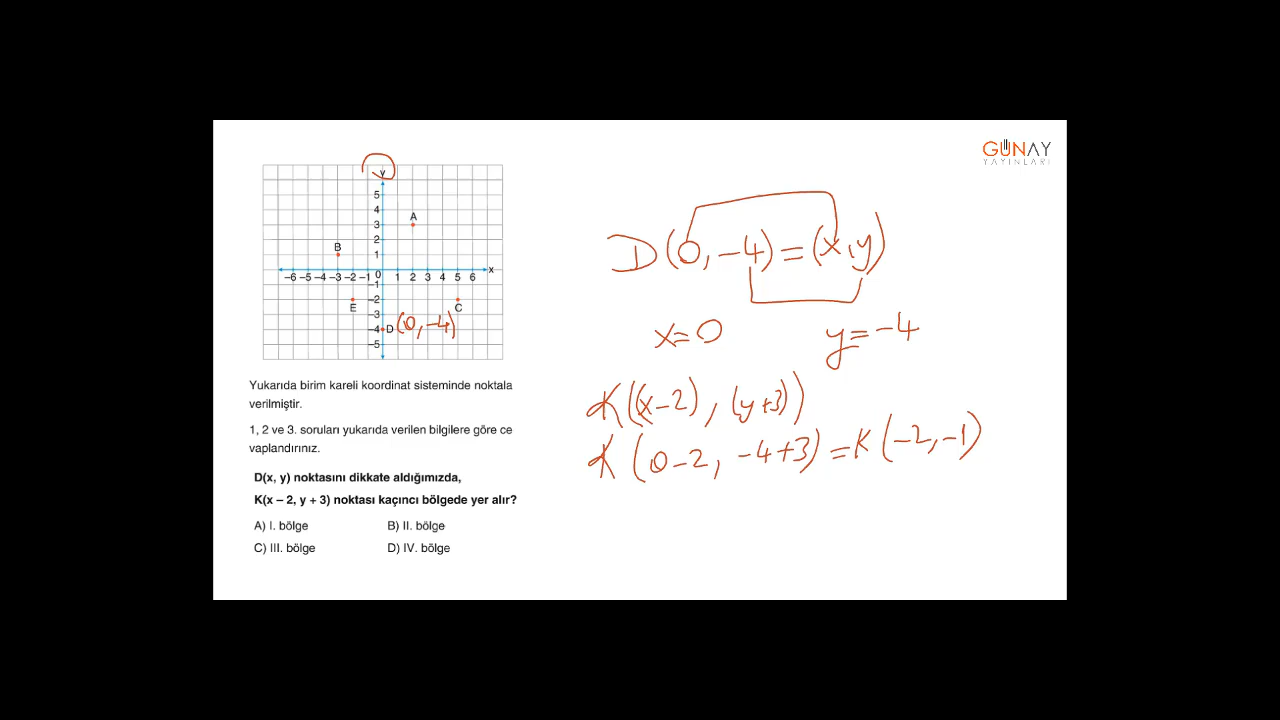 GÜNAY
YAYINLARI
y
5
4
3
2
1
A
B
–6 –5 –4 –3 –2 –1 0 1 2 3 4 5 6 x
–1
–2
–3
–4
–5
E
C
D (0, -4)
Yukarıda birim kareli koordinat sisteminde noktala
verilmiştir.
1, 2 ve 3. soruları yukarıda verilen bilgilere göre ce
vaplandırınız.
D(x, y) noktasını dikkate aldığımızda,
K(x – 2, y + 3) noktası kaçıncı bölgede yer alır?
A) I. bölge B) II. bölge
C) III. bölge D) IV. bölge
D(0, -4) = (x, y)
x=0 y=-4
K((x-2), (y+3))
K(0-2, -4+3) = K(-2, -1)